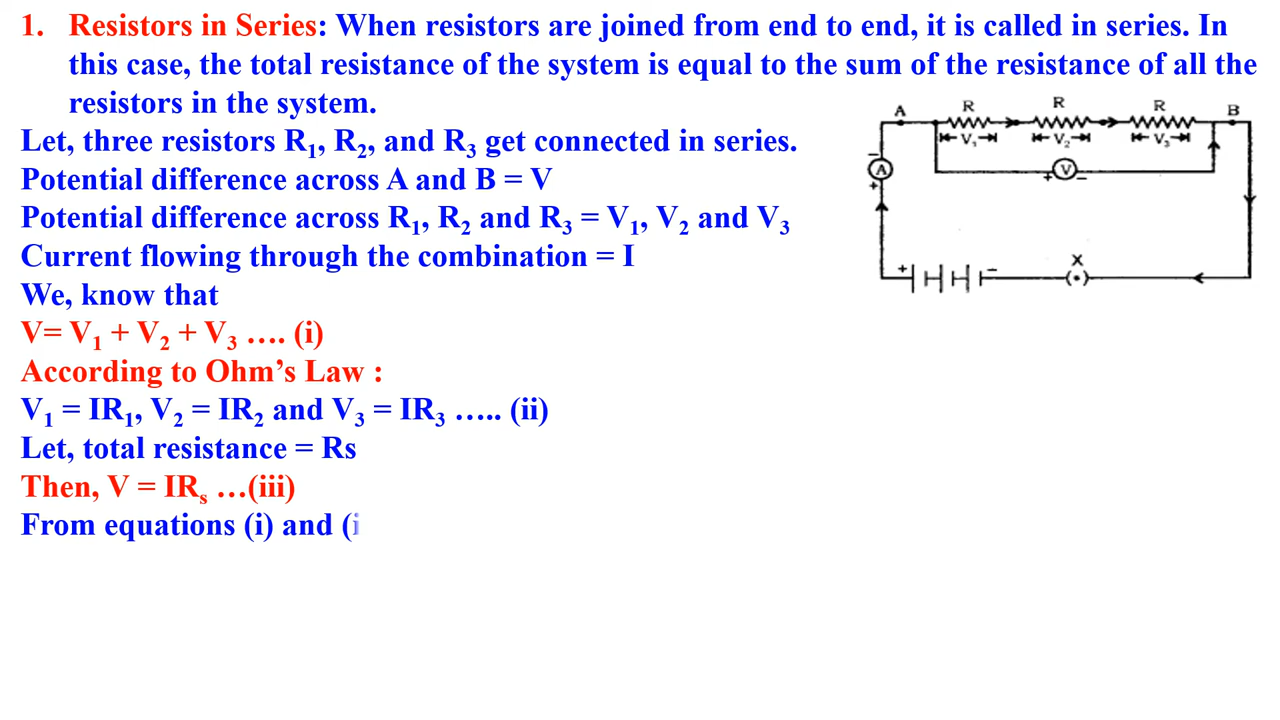 1. Resistors in Series: When resistors are joined from end to end, it is called in series. In
this case, the total resistance of the system is equal to the sum of the resistance of all the
resistors in the system.
Let, three resistors R₁, R₂, and R₃ get connected in series.
Potential difference across A and B = V
Potential difference across R₁, R₂ and R₃ = V₁, V₂ and V₃
Current flowing through the combination = I
We, know that
V= V₁ + V₂ + V₃ …. (i)
According to Ohm’s Law :
V₁ = IR₁, V₂ = IR₂ and V₃ = IR₃ ….. (ii)
Let, total resistance = Rs
Then, V = IRₛ …(iii)
From equations (i) and (i
A R R R B
V₁ V₂ V₃
− A +
+ V −
+ − X